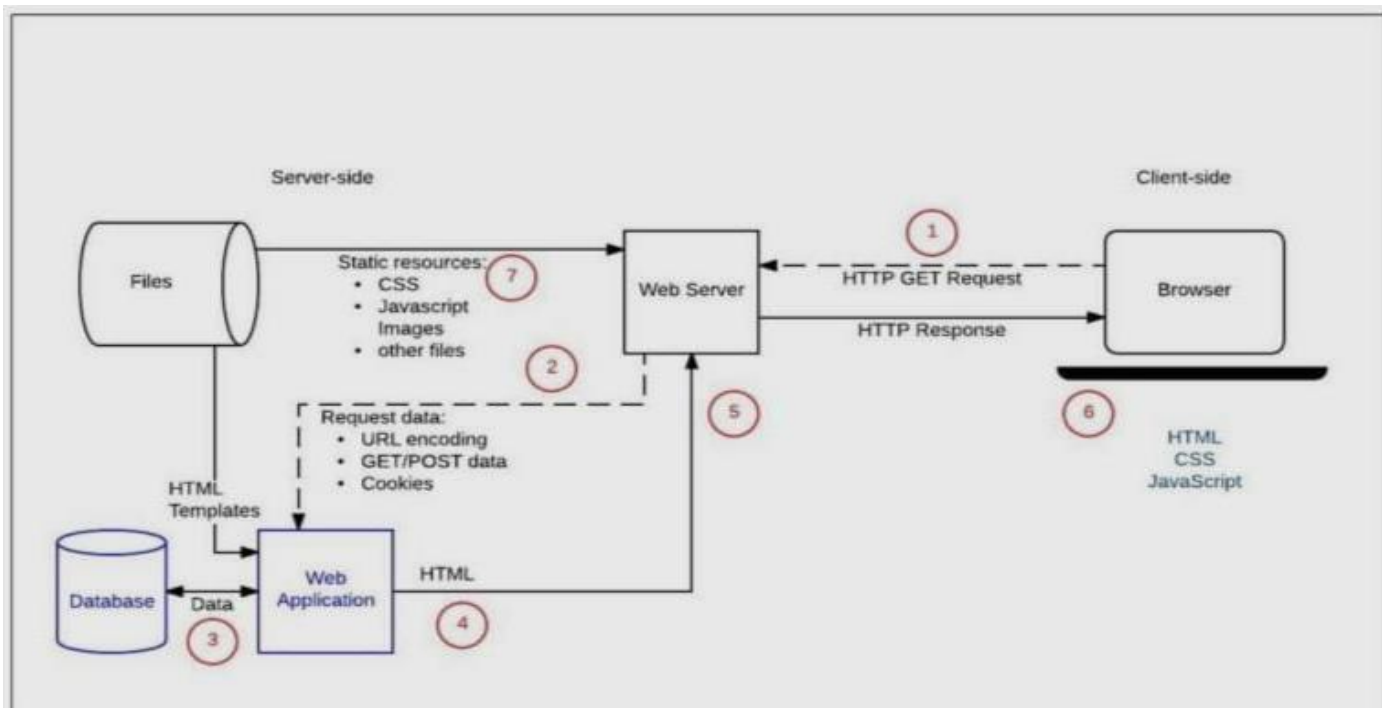 Server-side
Client-side
1
Files
Static resources:
• CSS
• Javascript
Images
• other files
7
Web Server
HTTP GET Request
HTTP Response
Browser
2
Request data:
• URL encoding
• GET/POST data
• Cookies
5
6
HTML
CSS
JavaScript
HTML
Templates
Database
Data
3
Web
Application
HTML
4